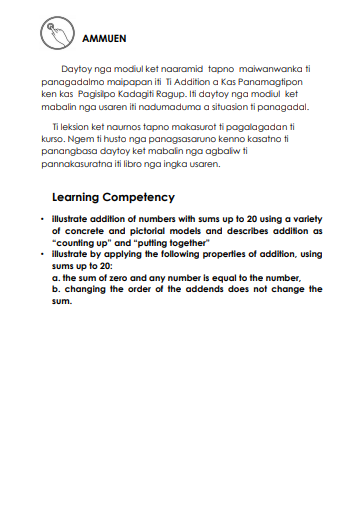 AMMUEN
Daytoy nga modiul ket naaramid tapno maiwanwanka ti
panagadalmo maipapan iti Ti Addition a Kas Panamagtipon
ken kas Pagisilpo Kadagiti Ragup. Iti daytoy nga modiul ket
mabalin nga usaren iti nadumaduma a situasion ti panagadal.
Ti leksion ket naurnos tapno makasurot ti pagalagadan ti
kurso. Ngem ti husto nga panagsasaruno kenno kasatno ti
panangbasa daytoy ket mabalin nga agbaliw ti
pannakasuratna iti libro nga ingka usaren.
Learning Competency
• illustrate addition of numbers with sums up to 20 using a variety
of concrete and pictorial models and describes addition as
“counting up” and “putting together”
• illustrate by applying the following properties of addition, using
sums up to 20:
a. the sum of zero and any number is equal to the number,
b. changing the order of the addends does not change the
sum.